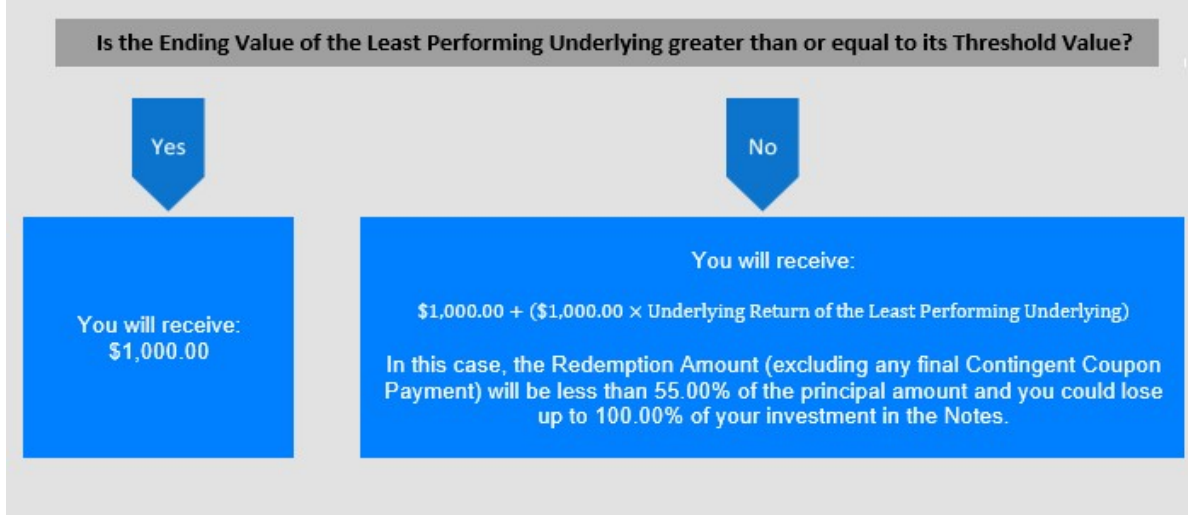 Is the Ending Value of the Least Performing Underlying greater than or equal to its Threshold Value?
Yes
No
You will receive:
$1,000.00
You will receive:
$1,000.00 + ($1,000.00 × Underlying Return of the Least Performing Underlying)
In this case, the Redemption Amount (excluding any final Contingent Coupon
Payment) will be less than 55.00% of the principal amount and you could lose
up to 100.00% of your investment in the Notes.